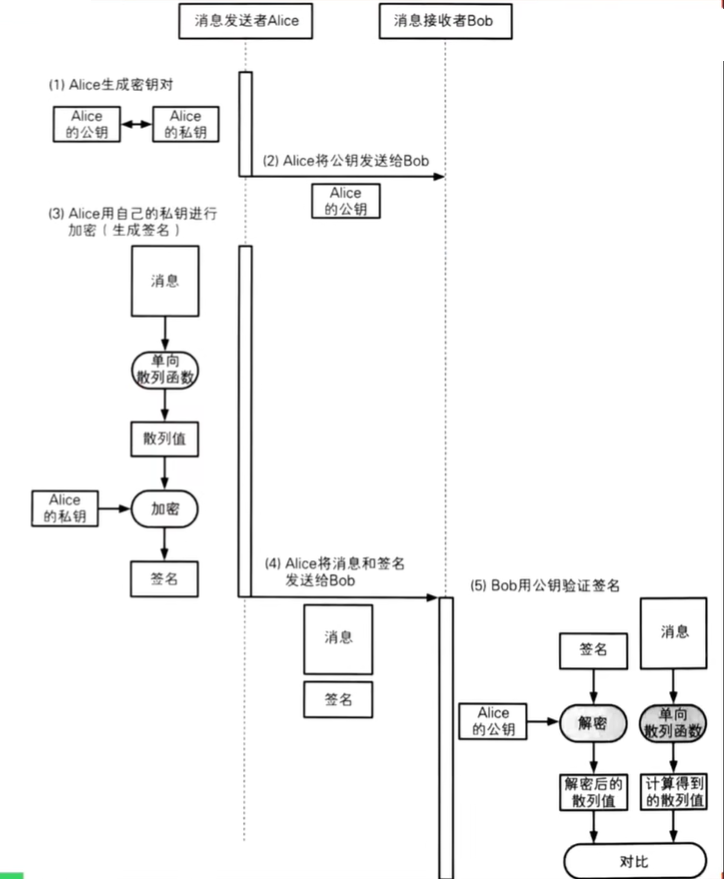 消息发送者Alice
消息接收者Bob
(1) Alice生成密钥对
Alice
的公钥
Alice
的私钥
(2) Alice将公钥发送给Bob
Alice
的公钥
(3) Alice用自己的私钥进行
加密(生成签名)
消息
单向
散列函数
散列值
Alice
的私钥
加密
签名
(4) Alice将消息和签名
发送给Bob
消息
签名
(5) Bob用公钥验证签名
签名
消息
Alice
的公钥
解密
单向
散列函数
解密后的
散列值
计算得到
的散列值
对比